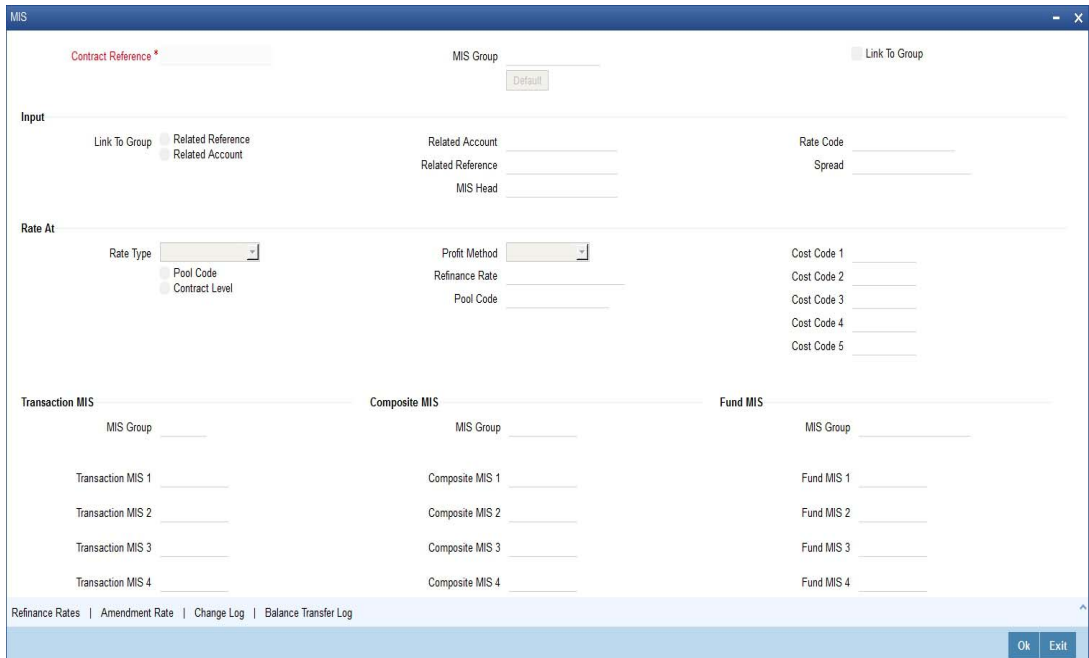 MIS
Contract Reference * MIS Group Link To Group
Default
Input
Link To Group Related Reference Related Account Rate Code
Related Account Related Reference Spread
MIS Head
Rate At
Rate Type Profit Method Cost Code 1
Pool Code Refinance Rate Cost Code 2
Contract Level Pool Code Cost Code 3
Cost Code 4
Cost Code 5
Transaction MIS Composite MIS Fund MIS
MIS Group MIS Group MIS Group
Transaction MIS 1 Composite MIS 1 Fund MIS 1
Transaction MIS 2 Composite MIS 2 Fund MIS 2
Transaction MIS 3 Composite MIS 3 Fund MIS 3
Transaction MIS 4 Composite MIS 4 Fund MIS 4
Refinance Rates | Amendment Rate | Change Log | Balance Transfer Log
Ok Exit